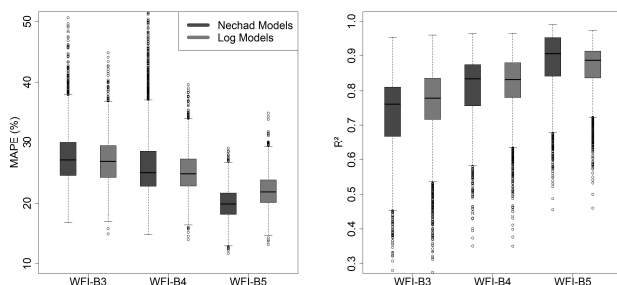 MAPE (%)
50
40
30
20
10
Nechad Models
Log Models
WFI-B3
WFI-B4
WFI-B5
R²
1.0
0.9
0.8
0.7
0.6
0.5
0.4
0.3
WFI-B3
WFI-B4
WFI-B5